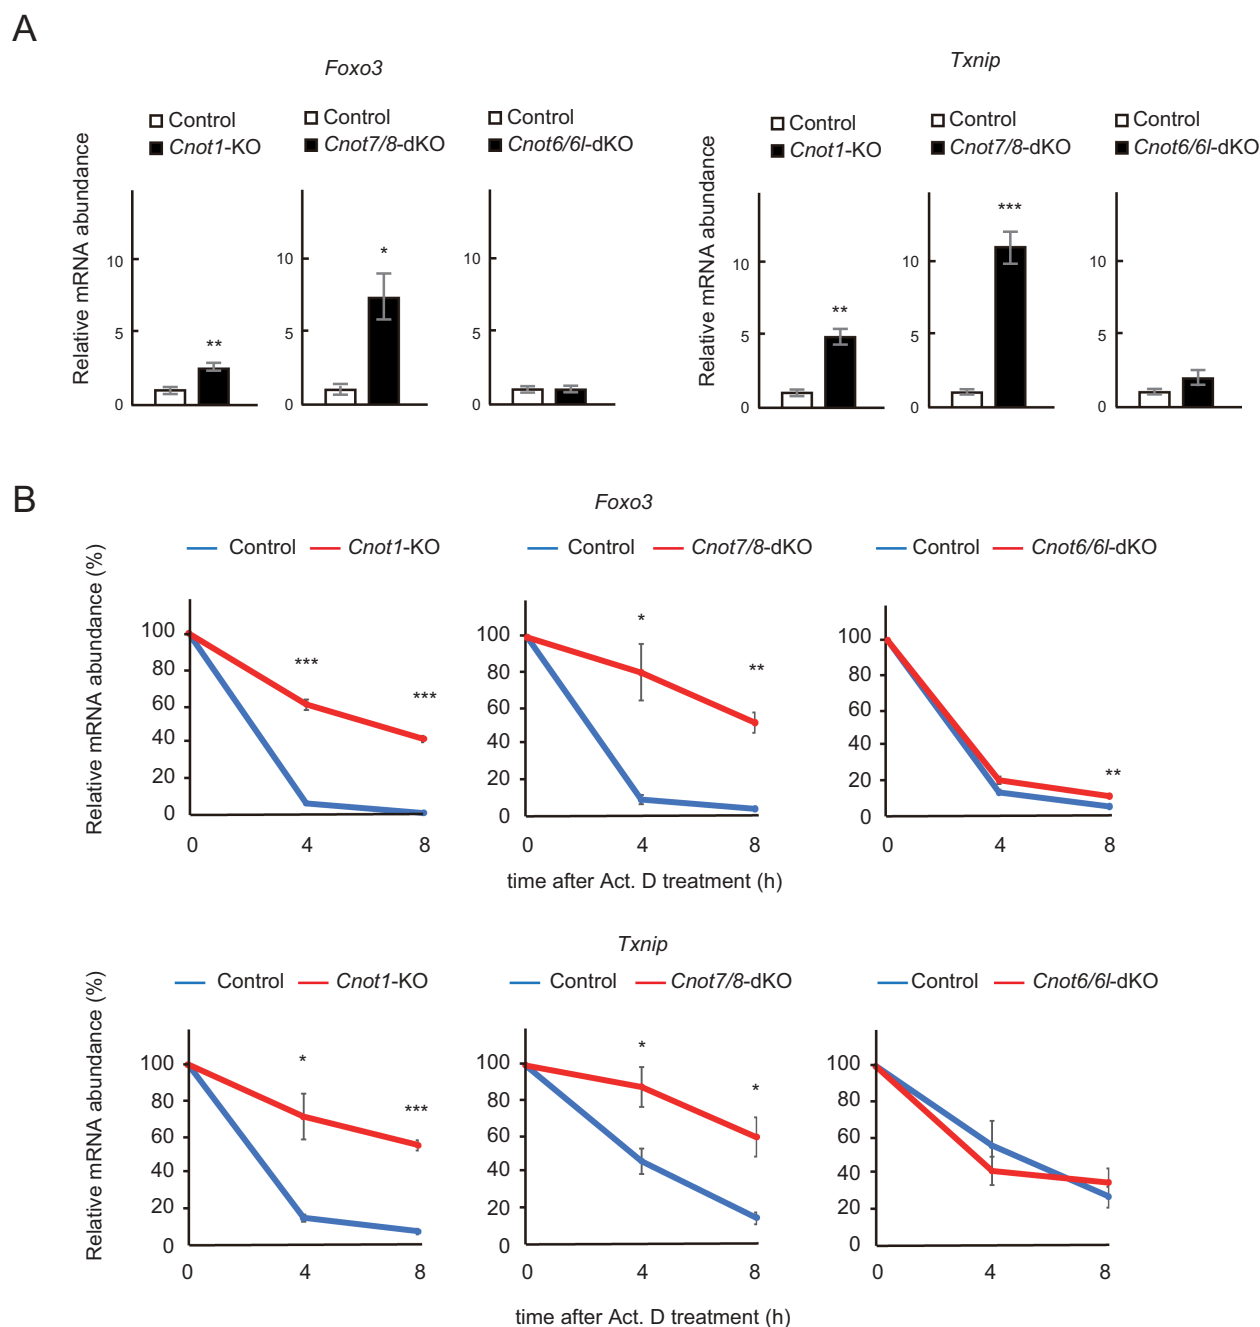 A
Foxo3
Txnip
Control
Cnot1-KO
Control
Cnot7/8-dKO
Control
Cnot6/6l-dKO
Control
Cnot1-KO
Control
Cnot7/8-dKO
Control
Cnot6/6l-dKO
Relative mRNA abundance
10
5
0
**
10
5
0
*
10
5
0
Relative mRNA abundance
10
5
0
**
10
5
0
***
10
5
0
B
Foxo3
Control
Cnot1-KO
Control
Cnot7/8-dKO
Control
Cnot6/6l-dKO
Relative mRNA abundance (%)
100
80
60
40
20
0
***
***
0 4 8
100
80
60
40
20
0
*
**
0 4 8
100
80
60
40
20
0
**
0 4 8
time after Act. D treatment (h)
Txnip
Control
Cnot1-KO
Control
Cnot7/8-dKO
Control
Cnot6/6l-dKO
Relative mRNA abundance (%)
100
80
60
40
20
0
*
***
0 4 8
100
80
60
40
20
0
*
*
0 4 8
100
80
60
40
20
0
0 4 8
time after Act. D treatment (h)